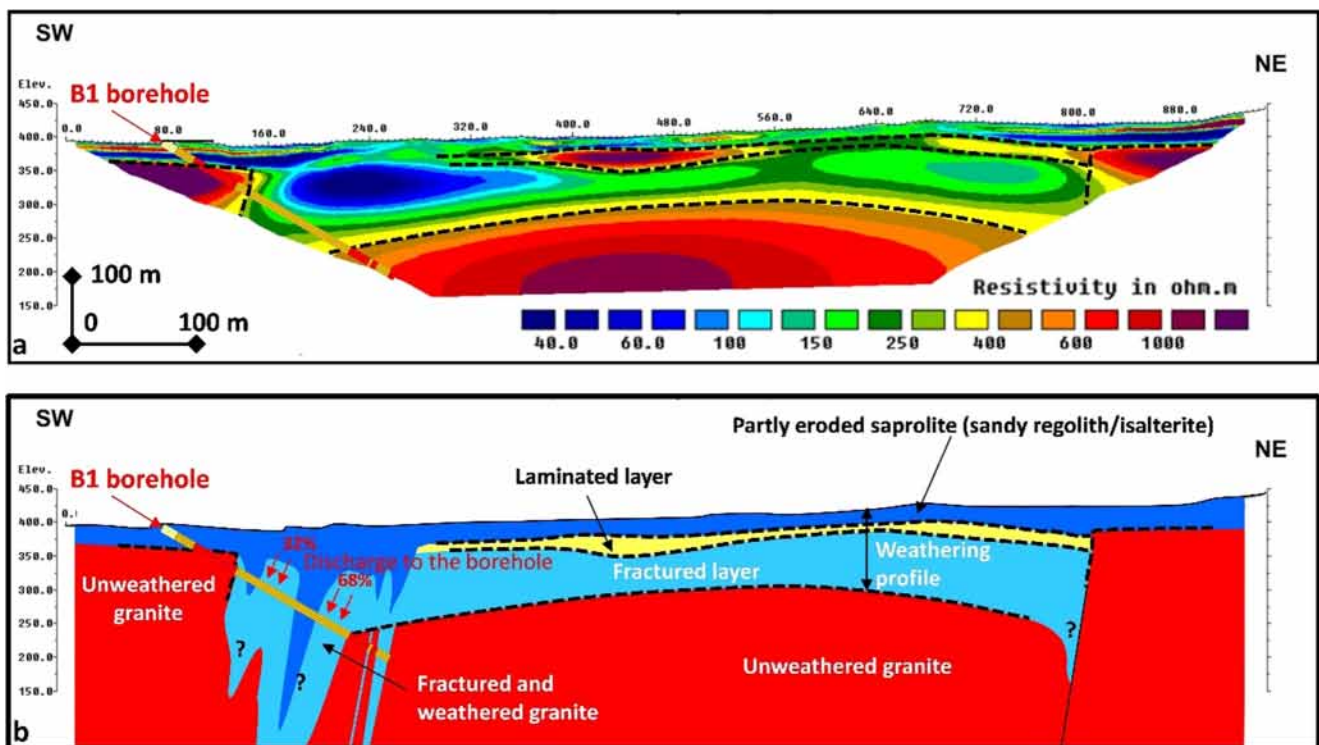 SW
NE
B1 borehole
Elev.
450.0
400.0
350.0
300.0
250.0
200.0
150.0
0.0
80.0
160.0
240.0
320.0
400.0
480.0
560.0
640.0
720.0
800.0
880.0
100 m
0
100 m
Resistivity in ohm.m
40.0 60.0 100 150 250 400 600 1000
a
SW
NE
Partly eroded saprolite (sandy regolith/isalterite)
B1 borehole
Laminated layer
Elev.
450.0
400.0
350.0
300.0
250.0
200.0
150.0
0.
32%
Discharge to the borehole
68%
Weathering
profile
Fractured layer
Unweathered
granite
?
?
?
Unweathered granite
Fractured and
weathered granite
b